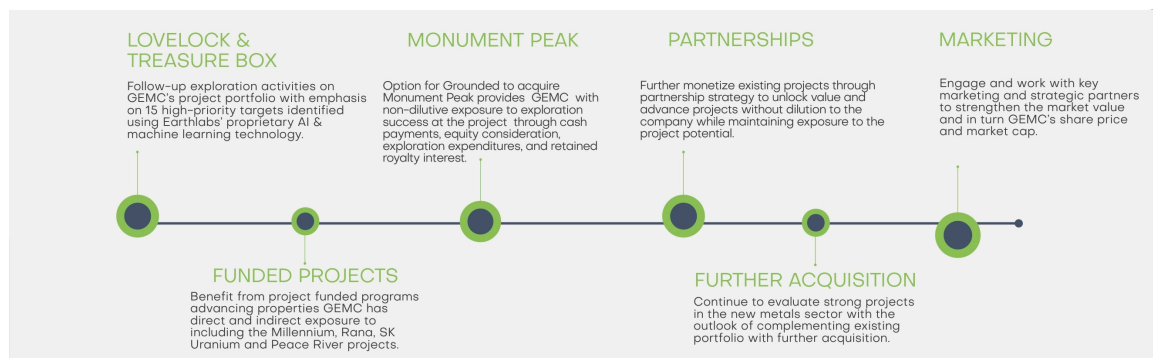 LOVELOCK &
TREASURE BOX
Follow-up exploration activities on
GEMC's project portfolio with emphasis
on 15 high-priority targets identified
using Earthlabs' proprietary AI &
machine learning technology.
MONUMENT PEAK
Option for Grounded to acquire
Monument Peak provides GEMC with
non-dilutive exposure to exploration
success at the project through cash
payments, equity consideration,
exploration expenditures, and retained
royalty interest.
PARTNERSHIPS
Further monetize existing projects through
partnership strategy to unlock value and
advance projects without dilution to the
company while maintaining exposure to the
project potential.
MARKETING
Engage and work with key
marketing and strategic partners
to strengthen the market value
and in turn GEMC's share price
and market cap.
FUNDED PROJECTS
Benefit from project funded programs
advancing properties GEMC has
direct and indirect exposure to
including the Millennium, Rana, SK
Uranium and Peace River projects.
FURTHER ACQUISITION
Continue to evaluate strong projects
in the new metals sector with the
outlook of complementing existing
portfolio with further acquisition.